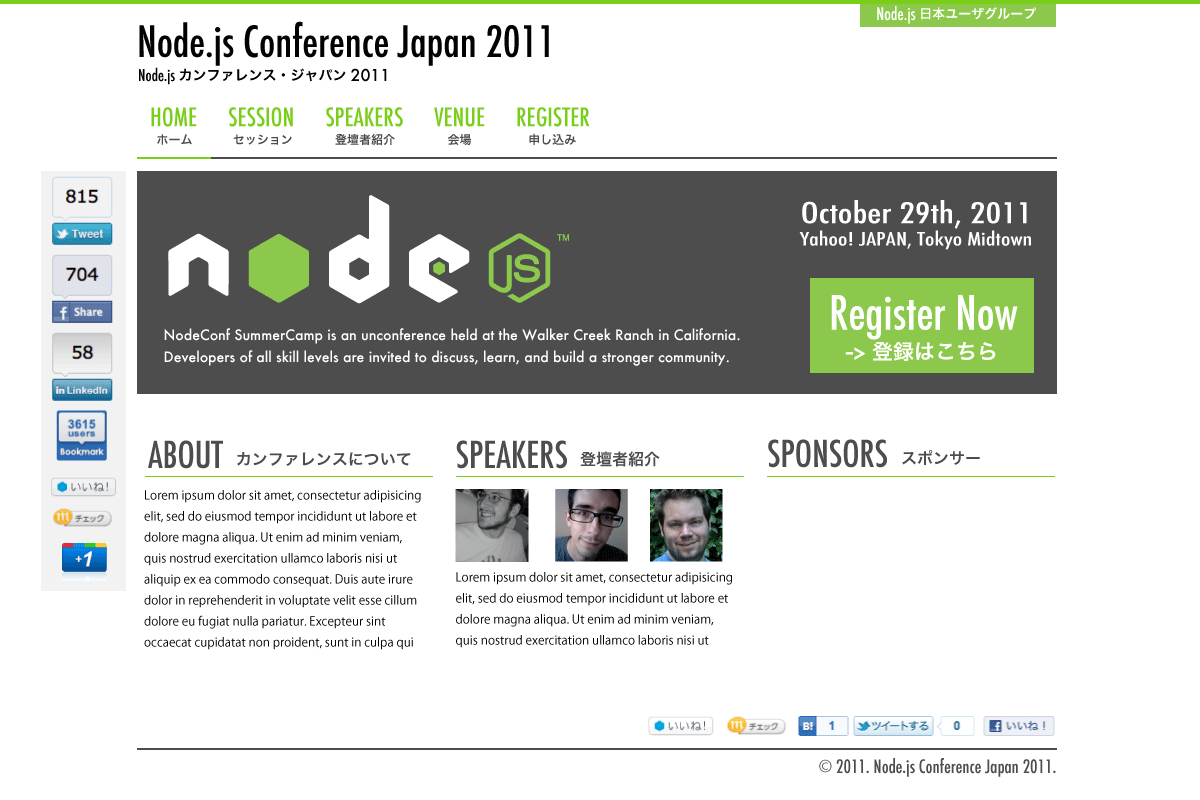 Node.js 日本ユーザグループ
Node.js Conference Japan 2011
Node.js カンファレンス・ジャパン 2011
HOME
ホーム
SESSION
セッション
SPEAKERS
登壇者紹介
VENUE
会場
REGISTER
申し込み
815
Tweet
704
f Share
58
in LinkedIn
3615
users
Bookmark
いいね!
m チェック
+1
node JS ™
NodeConf SummerCamp is an unconference held at the Walker Creek Ranch in California.
Developers of all skill levels are invited to discuss, learn, and build a stronger community.
October 29th, 2011
Yahoo! JAPAN, Tokyo Midtown
Register Now
-> 登録はこちら
ABOUT カンファレンスについて
Lorem ipsum dolor sit amet, consectetur adipisicing
elit, sed do eiusmod tempor incididunt ut labore et
dolore magna aliqua. Ut enim ad minim veniam,
quis nostrud exercitation ullamco laboris nisi ut
aliquip ex ea commodo consequat. Duis aute irure
dolor in reprehenderit in voluptate velit esse cillum
dolore eu fugiat nulla pariatur. Excepteur sint
occaecat cupidatat non proident, sunt in culpa qui
SPEAKERS 登壇者紹介
Lorem ipsum dolor sit amet, consectetur adipisicing
elit, sed do eiusmod tempor incididunt ut labore et
dolore magna aliqua. Ut enim ad minim veniam,
quis nostrud exercitation ullamco laboris nisi ut
SPONSORS スポンサー
いいね!
m チェック
B! 1
ツイートする 0
f いいね！
© 2011. Node.js Conference Japan 2011.